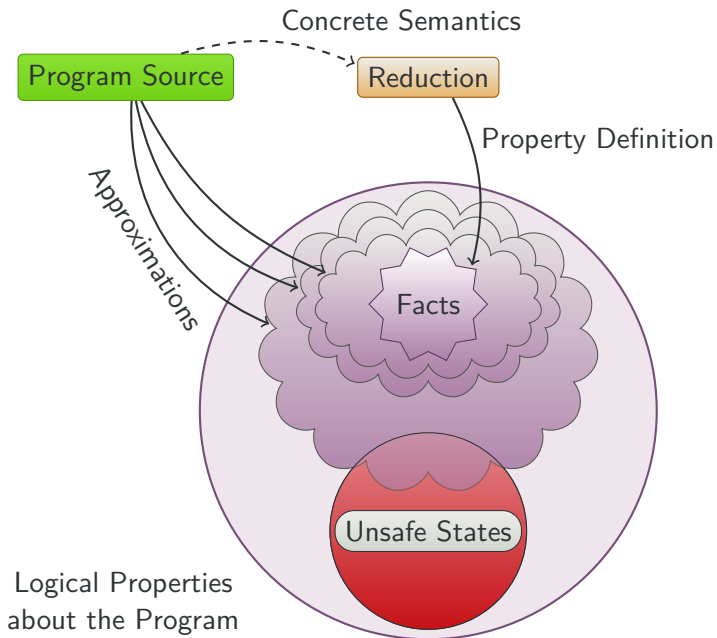 Concrete Semantics
Program Source
Reduction
Property Definition
Approximations
Facts
Unsafe States
Logical Properties
about the Program